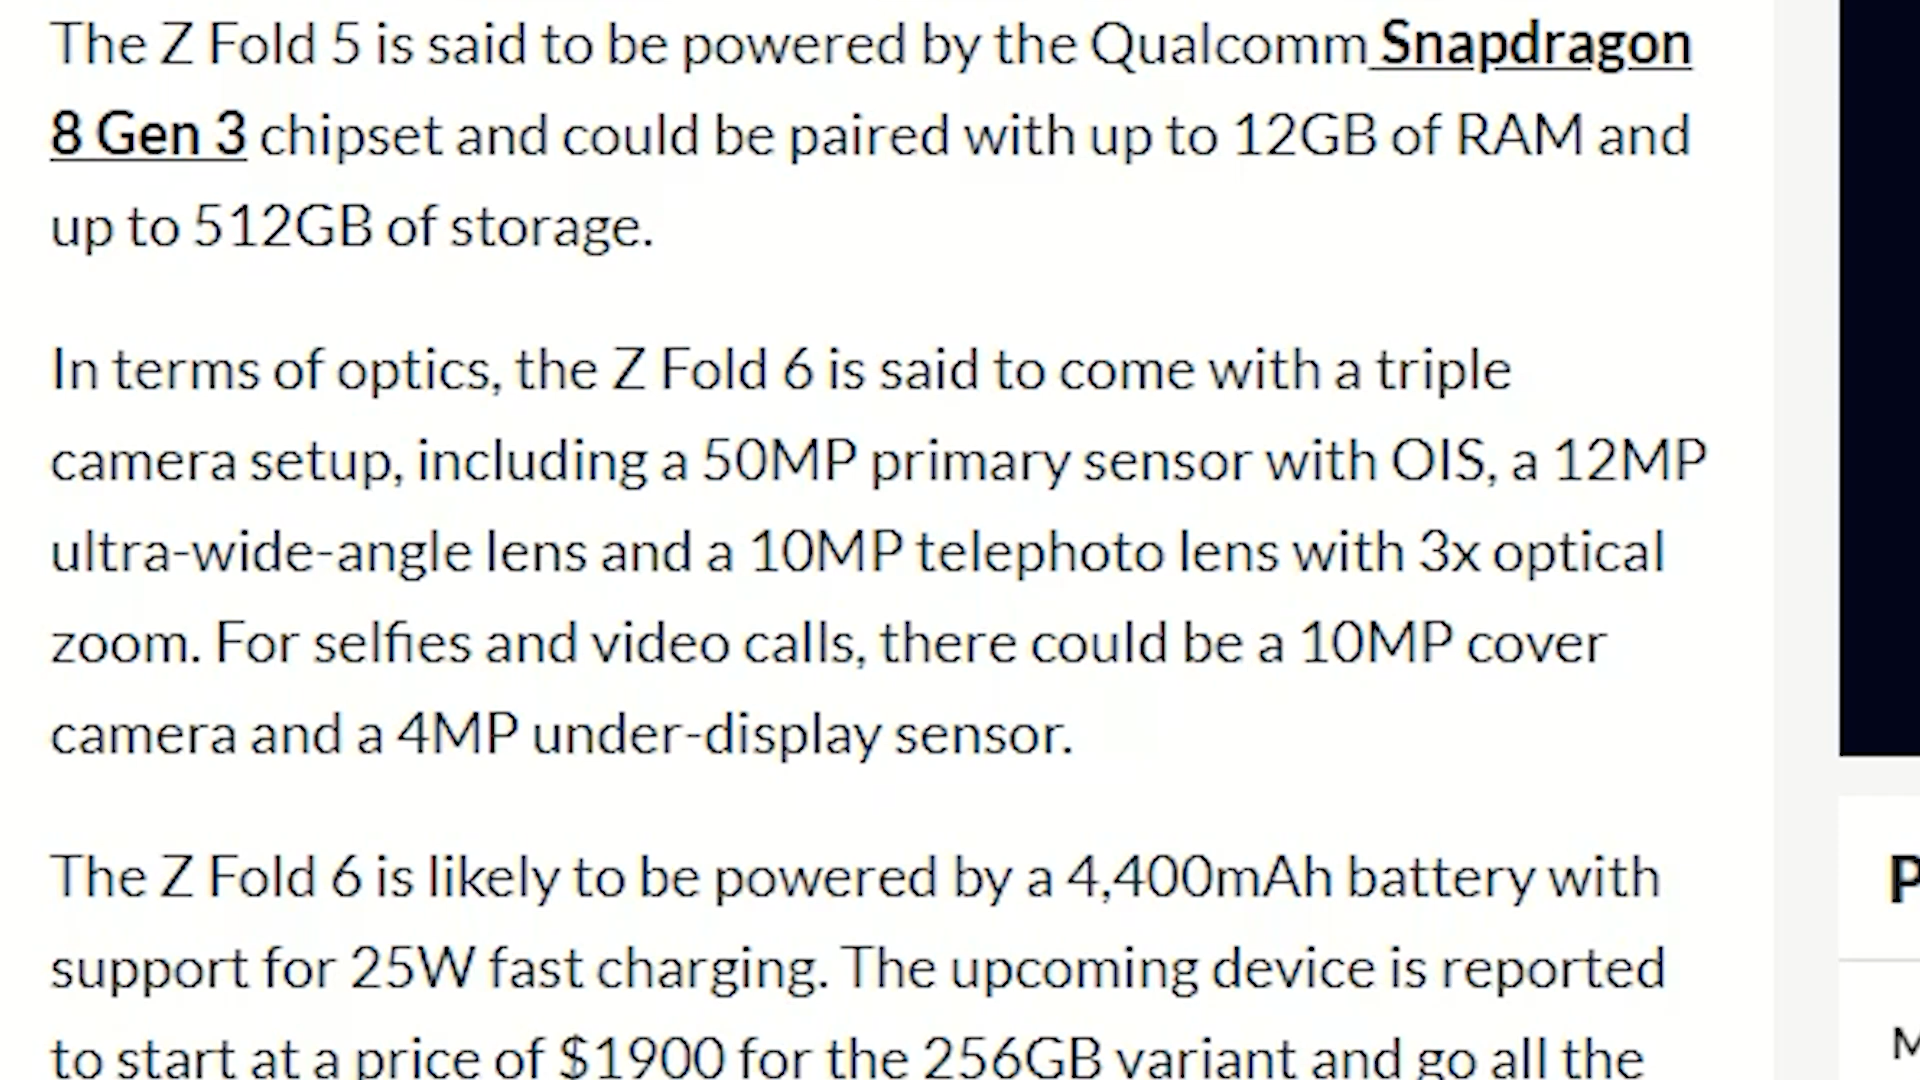 The Z Fold 5 is said to be powered by the Qualcomm Snapdragon
8 Gen 3 chipset and could be paired with up to 12GB of RAM and
up to 512GB of storage.
In terms of optics, the Z Fold 6 is said to come with a triple
camera setup, including a 50MP primary sensor with OIS, a 12MP
ultra-wide-angle lens and a 10MP telephoto lens with 3x optical
zoom. For selfies and video calls, there could be a 10MP cover
camera and a 4MP under-display sensor.
The Z Fold 6 is likely to be powered by a 4,400mAh battery with
support for 25W fast charging. The upcoming device is reported
to start at a price of $1900 for the 256GB variant and go all the